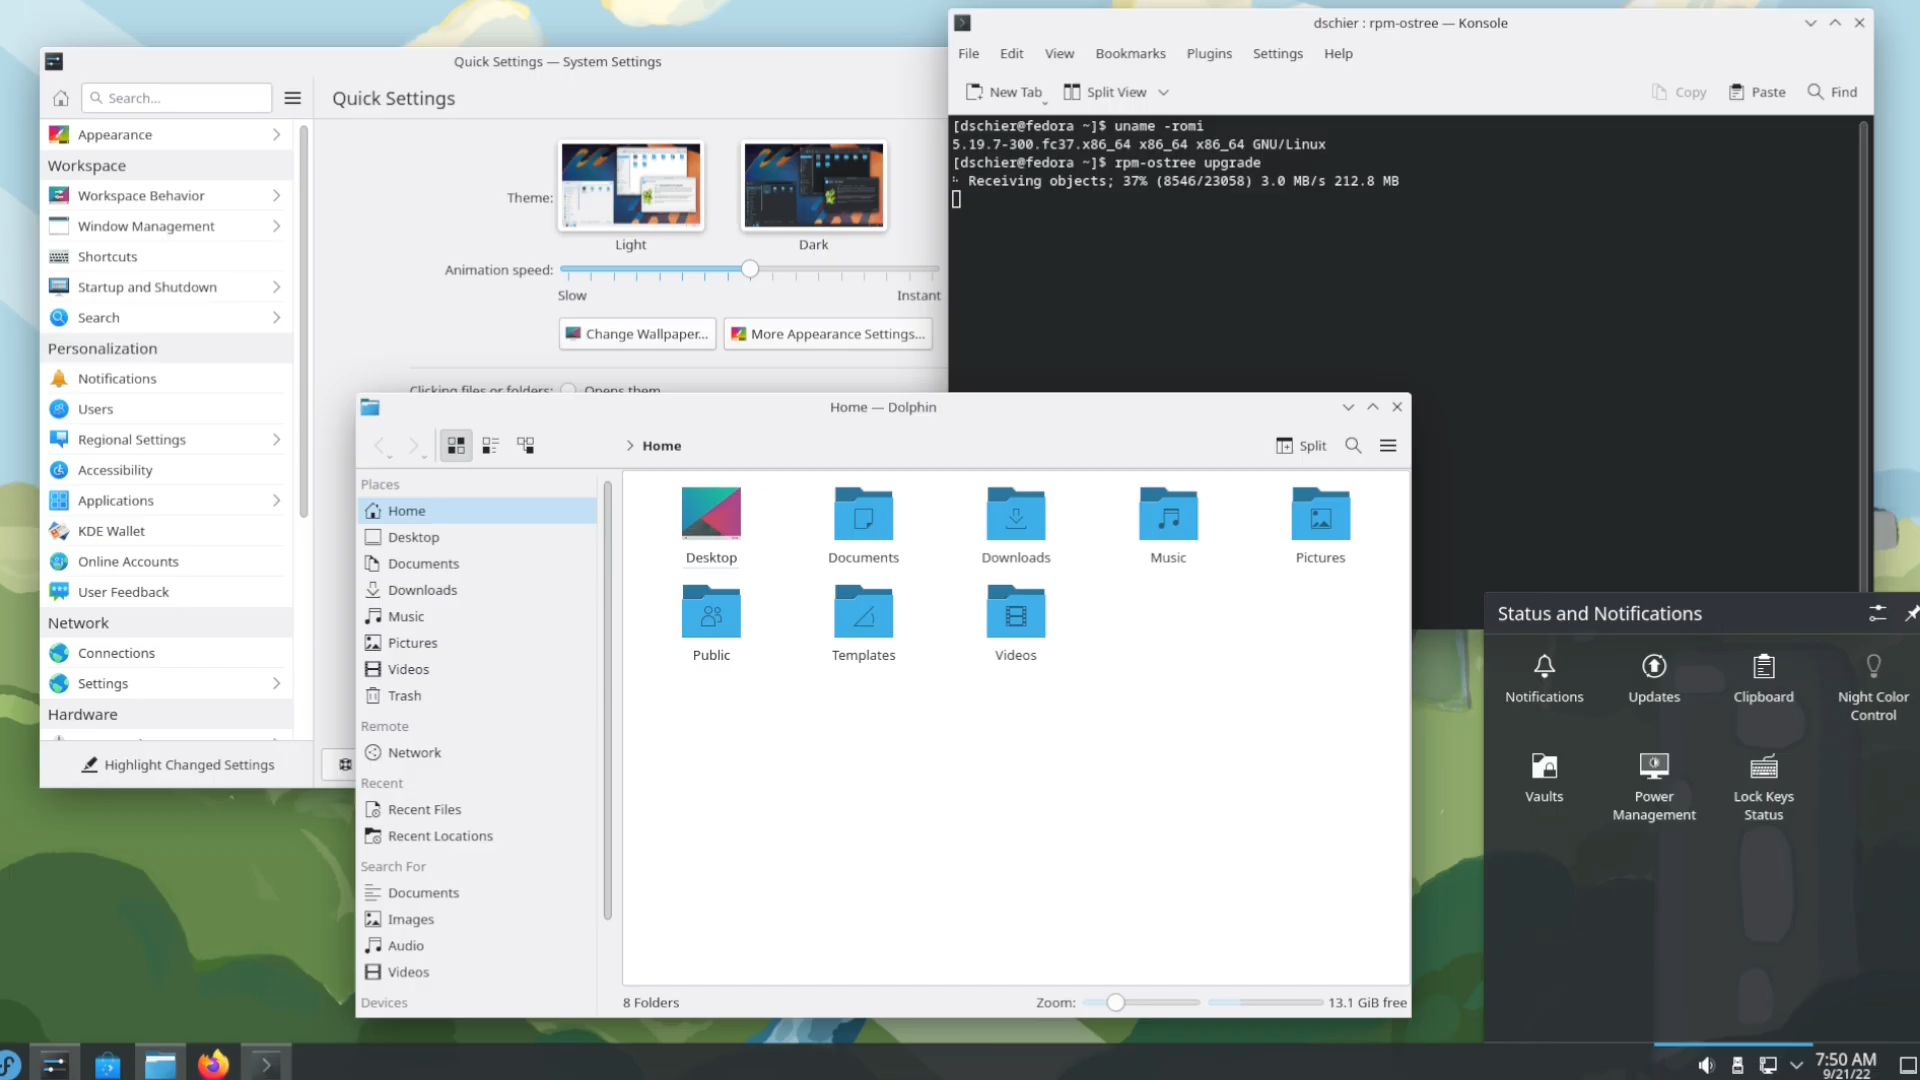 Quick Settings — System Settings
Search...
Quick Settings
Appearance
Workspace
Workspace Behavior
Window Management
Shortcuts
Startup and Shutdown
Search
Personalization
Notifications
Users
Regional Settings
Accessibility
Applications
KDE Wallet
Online Accounts
User Feedback
Network
Connections
Settings
Hardware
Highlight Changed Settings
Theme:
Light
Dark
Animation speed:
Slow
Instant
Change Wallpaper...
More Appearance Settings...
Clicking files or folders:
Opens them
dschier : rpm-ostree — Konsole
File
Edit
View
Bookmarks
Plugins
Settings
Help
New Tab
Split View
Copy
Paste
Find
[dschier@fedora ~]$ uname -romi
5.19.7-300.fc37.x86_64 x86_64 x86_64 GNU/Linux
[dschier@fedora ~]$ rpm-ostree upgrade
Receiving objects; 37% (8546/23058) 3.0 MB/s 212.8 MB
Home — Dolphin
Home
Split
Places
Home
Desktop
Documents
Downloads
Music
Pictures
Videos
Trash
Remote
Network
Recent
Recent Files
Recent Locations
Search For
Documents
Images
Audio
Videos
Devices
Desktop
Documents
Downloads
Music
Pictures
Public
Templates
Videos
8 Folders
Zoom:
13.1 GiB free
Status and Notifications
Notifications
Updates
Clipboard
Night Color
Control
Vaults
Power
Management
Lock Keys
Status
7:50 AM
9/21/22